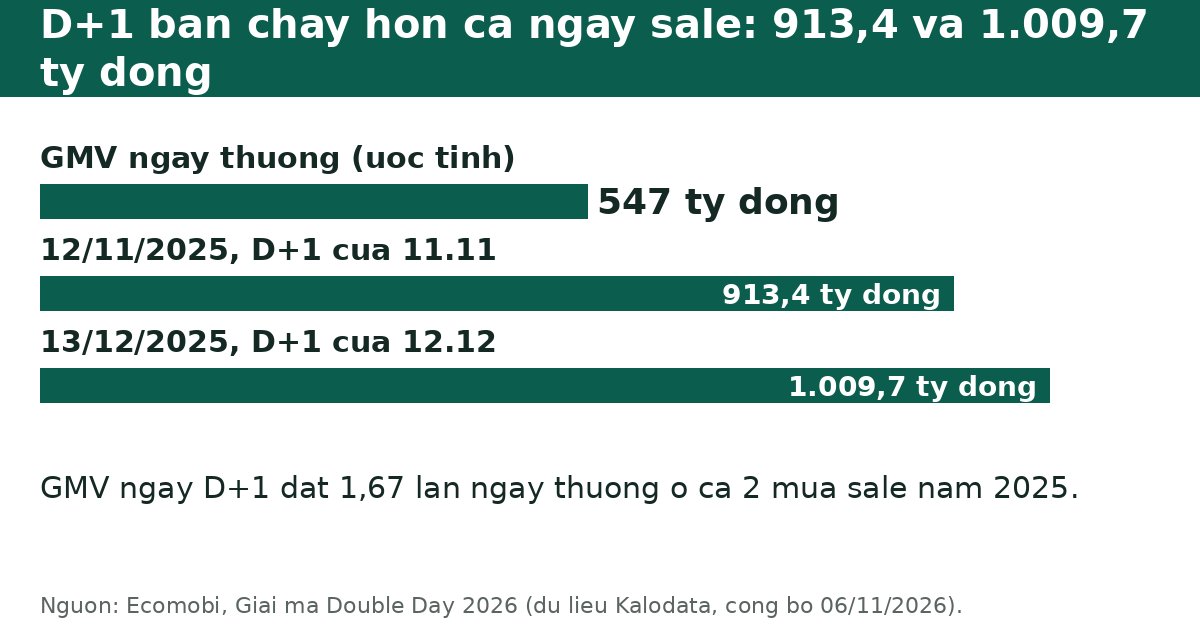 D+1 ban chay hon ca ngay sale: 913,4 va 1.009,7
ty dong
GMV ngay thuong (uoc tinh)
547 ty dong
12/11/2025, D+1 cua 11.11
913,4 ty dong
13/12/2025, D+1 cua 12.12
1.009,7 ty dong
GMV ngay D+1 dat 1,67 lan ngay thuong o ca 2 mua sale nam 2025.
Nguon: Ecomobi, Giai ma Double Day 2026 (du lieu Kalodata, cong bo 06/11/2026).